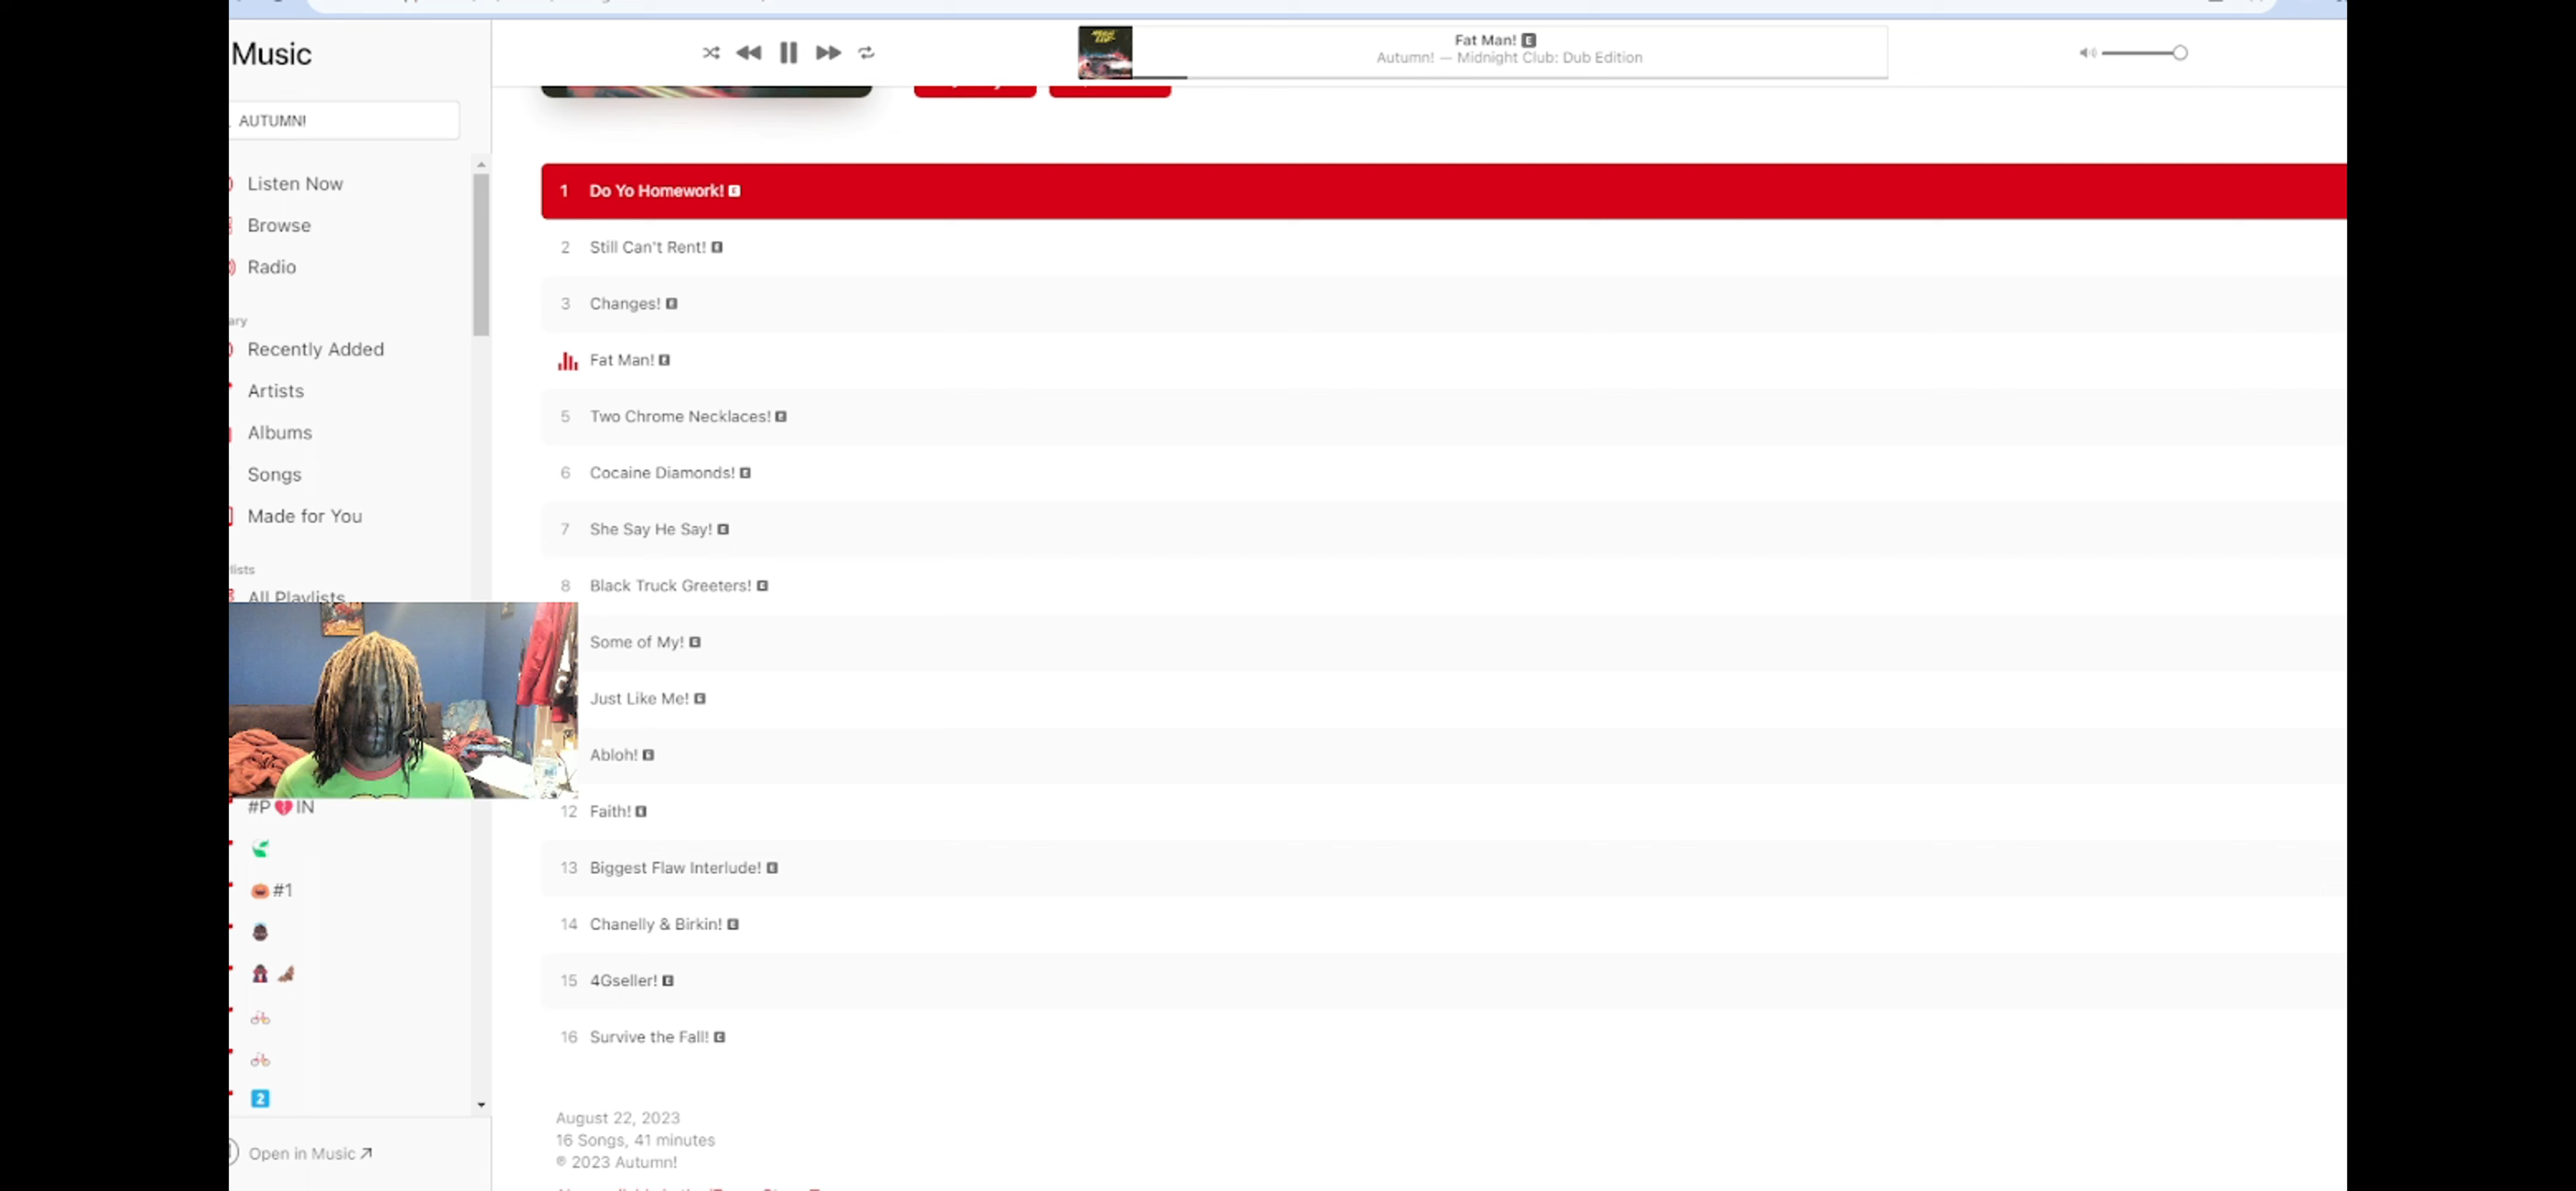 Music
Fat Man! E
Autumn! — Midnight Club: Dub Edition
AUTUMN!
Listen Now
Browse
Radio
Recently Added
Artists
Albums
Songs
Made for You
All Playlists
#P💔IN
🎃#1
2
Open in Music ↗
1 Do Yo Homework! E
2 Still Can't Rent! E
3 Changes! E
Fat Man! E
5 Two Chrome Necklaces! E
6 Cocaine Diamonds! E
7 She Say He Say! E
8 Black Truck Greeters! E
Some of My! E
Just Like Me! E
Abloh! E
12 Faith! E
13 Biggest Flaw Interlude! E
14 Chanelly & Birkin! E
15 4Gseller! E
16 Survive the Fall! E
August 22, 2023
16 Songs, 41 minutes
℗ 2023 Autumn!